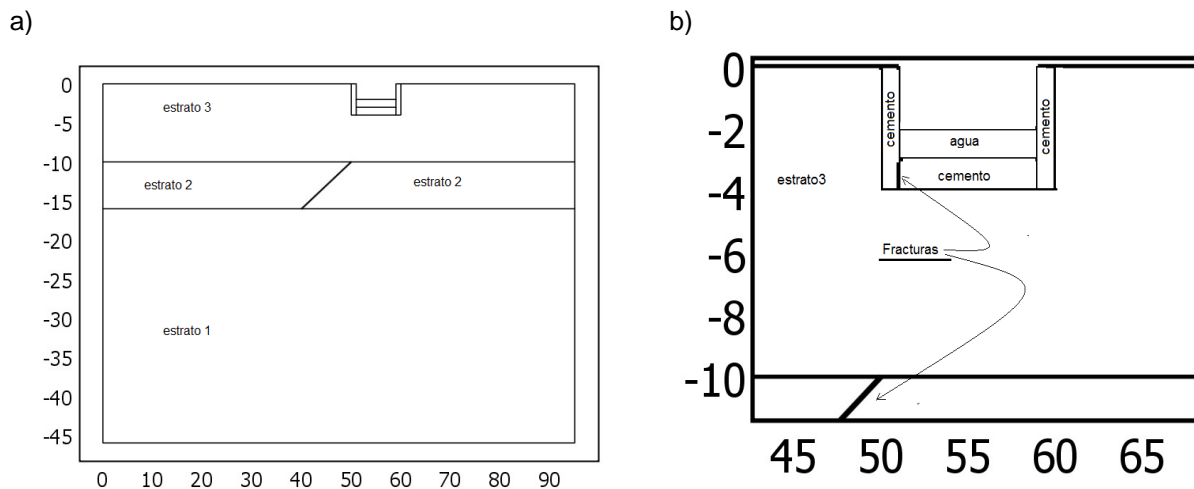 a)
0
-5
-10
-15
-20
-25
-30
-35
-40
-45
estrato 3
estrato 2
estrato 2
estrato 1
0 10 20 30 40 50 60 70 80 90
b)
0
-2
-4
-6
-8
-10
cemento
cemento
agua
cemento
estrato3
Fracturas
45 50 55 60 65